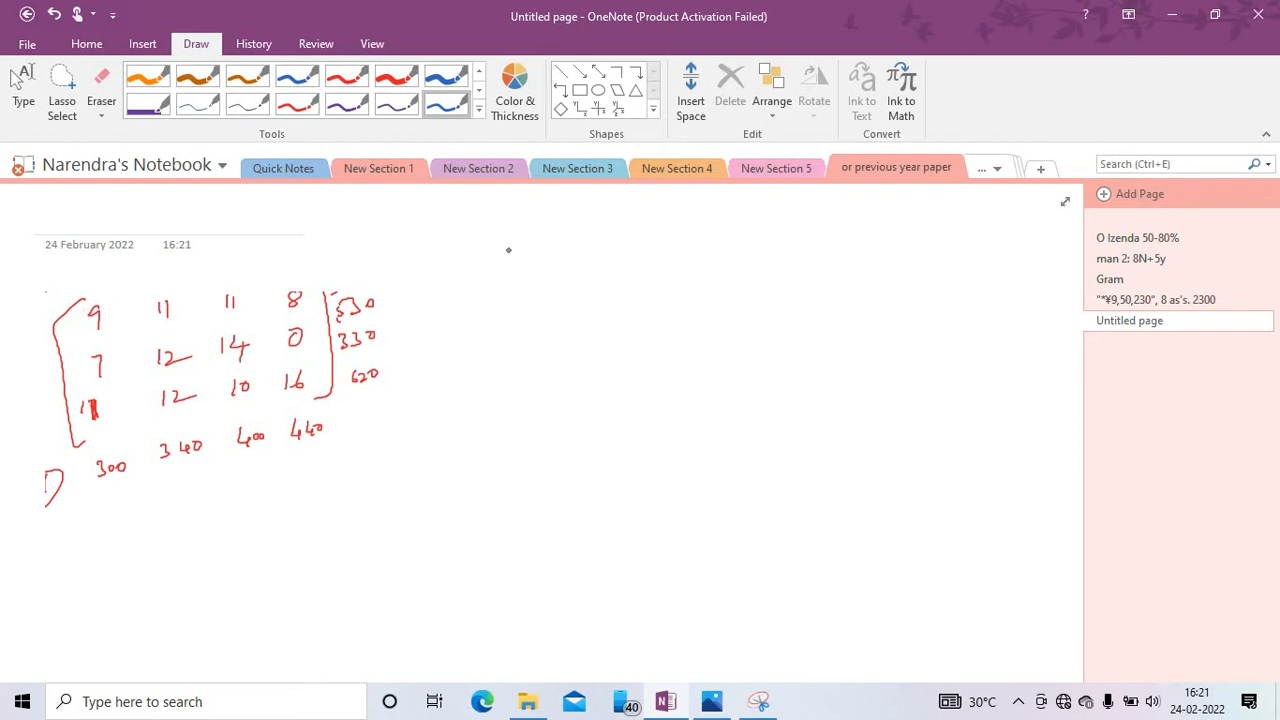 Untitled page - OneNote (Product Activation Failed)
?
File Home Insert Draw History Review View
Type
Lasso Select
Eraser
Color & Thickness
Insert Space
Delete
Arrange
Rotate
Ink to Text
Ink to Math
Tools Shapes Edit Convert
Narendra's Notebook Quick Notes New Section 1 New Section 2 New Section 3 New Section 4 New Section 5 or previous year paper ... Search (Ctrl+E)
Add Page
O Izenda 50-80%
man 2: 8N+5y
Gram
"*¥9,50,230", 8 as's. 2300
Untitled page
24 February 2022 16:21
9 11 11 8 530
7 12 14 0 330
12 10 16 620
300 340 400 440
D
Type here to search 40 30°C 16:21
24-02-2022